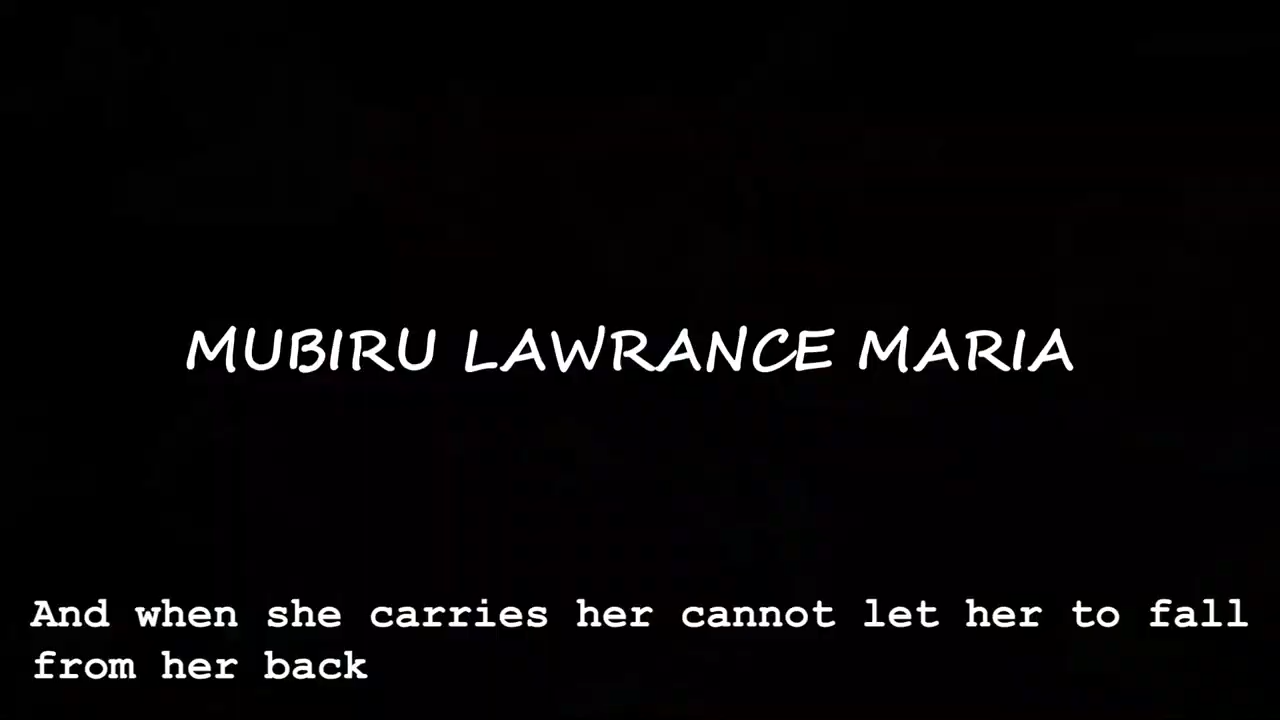 MUBIRU LAWRANCE MARIA
And when she carries her cannot let her to fall
from her back